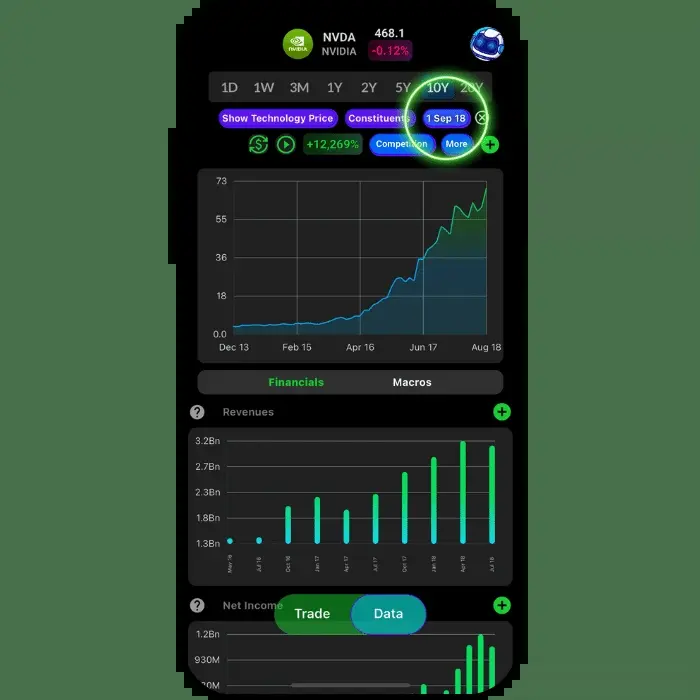 NVDA 468.1
NVIDIA
NVIDIA -0.12%
1D 1W 3M 1Y 2Y 5Y 10Y 20Y
Show Technology Price Constituents 1 Sep 18
+12,269% Competition More
73
55
36
18
0.0
Dec 13 Feb 15 Apr 16 Jun 17 Aug 18
Financials Macros
? Revenues
3.2Bn
2.7Bn
2.3Bn
1.8Bn
1.3Bn
Jul 16 Oct 16 Jan 17 Apr 17 Jul 17 Oct 17 Jan 18 Apr 18 Jul 18
? Net Income
Trade Data
1.2Bn
930M